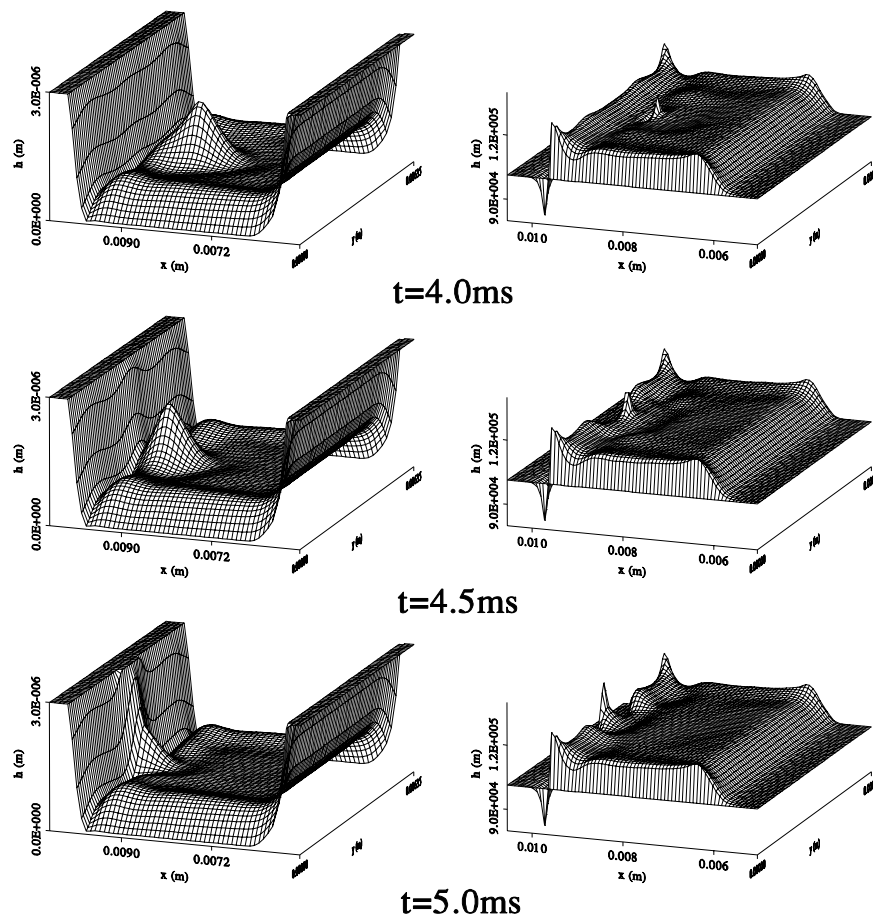 3.0E-006
h (m)
0.0E+000
0.0090
0.0072
x (m)
y (m)
1.2E+005
h (m)
9.0E+004
0.010
0.008
0.006
x (m)
y (m)
t=4.0ms
3.0E-006
h (m)
0.0E+000
0.0090
0.0072
x (m)
y (m)
1.2E+005
h (m)
9.0E+004
0.010
0.008
0.006
x (m)
y (m)
t=4.5ms
3.0E-006
h (m)
0.0E+000
0.0090
0.0072
x (m)
y (m)
1.2E+005
h (m)
9.0E+004
0.010
0.008
0.006
x (m)
y (m)
t=5.0ms